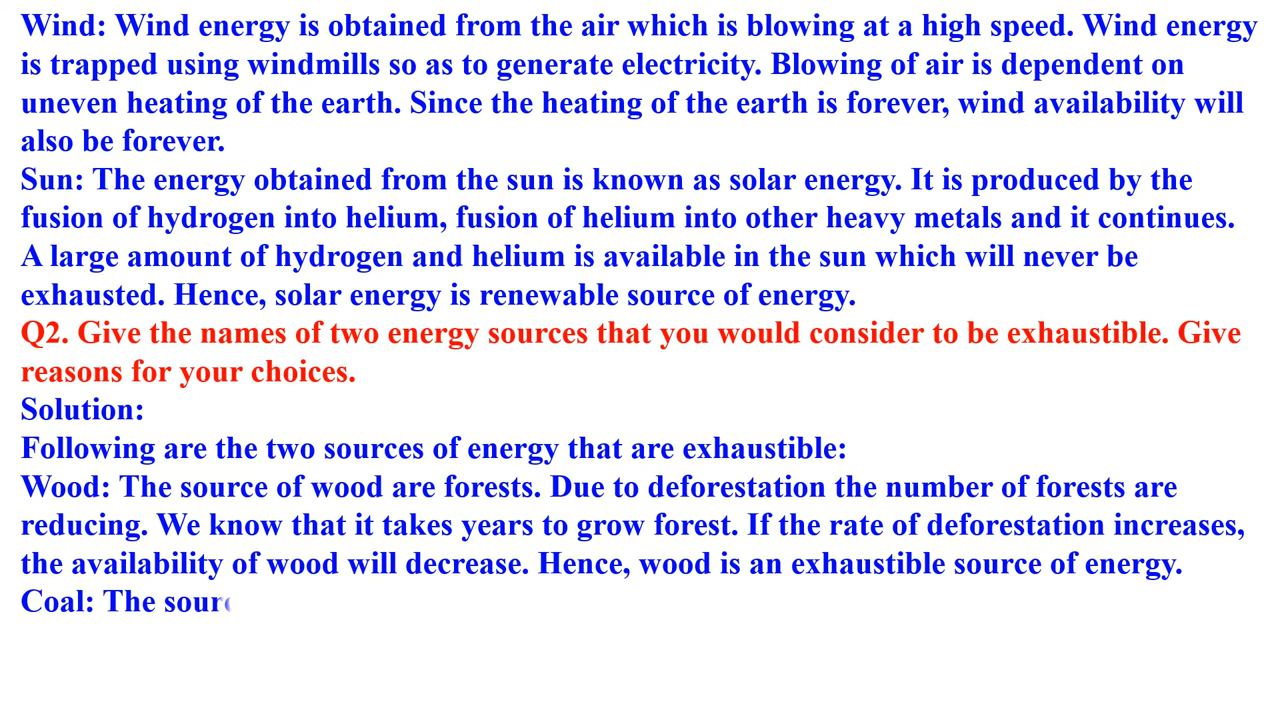 Wind: Wind energy is obtained from the air which is blowing at a high speed. Wind energy
is trapped using windmills so as to generate electricity. Blowing of air is dependent on
uneven heating of the earth. Since the heating of the earth is forever, wind availability will
also be forever.
Sun: The energy obtained from the sun is known as solar energy. It is produced by the
fusion of hydrogen into helium, fusion of helium into other heavy metals and it continues.
A large amount of hydrogen and helium is available in the sun which will never be
exhausted. Hence, solar energy is renewable source of energy.
Q2. Give the names of two energy sources that you would consider to be exhaustible. Give
reasons for your choices.
Solution:
Following are the two sources of energy that are exhaustible:
Wood: The source of wood are forests. Due to deforestation the number of forests are
reducing. We know that it takes years to grow forest. If the rate of deforestation increases,
the availability of wood will decrease. Hence, wood is an exhaustible source of energy.
Coal: The sour